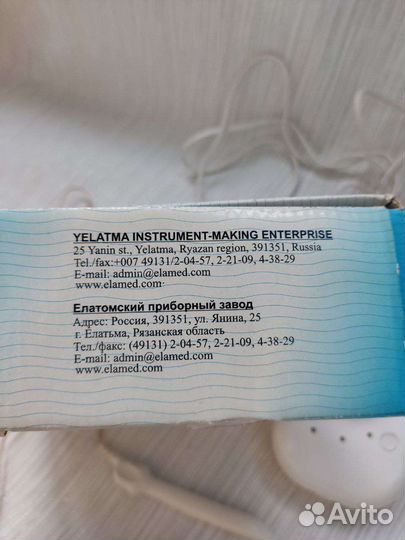 YELATMA INSTRUMENT-MAKING ENTERPRISE
25 Yanin st., Yelatma, Ryazan region, 391351, Russia
Tel./fax:+007 49131/2-04-57, 2-21-09, 4-38-29
E-mail: admin@elamed.com
www.elamed.com
Елатомский приборный завод
Адрес: Россия, 391351, ул. Янина, 25
г. Елатьма, Рязанская область
Тел./факс: (49131) 2-04-57, 2-21-09, 4-38-29
E-mail: admin@elamed.com
www.elamed.com
Avito